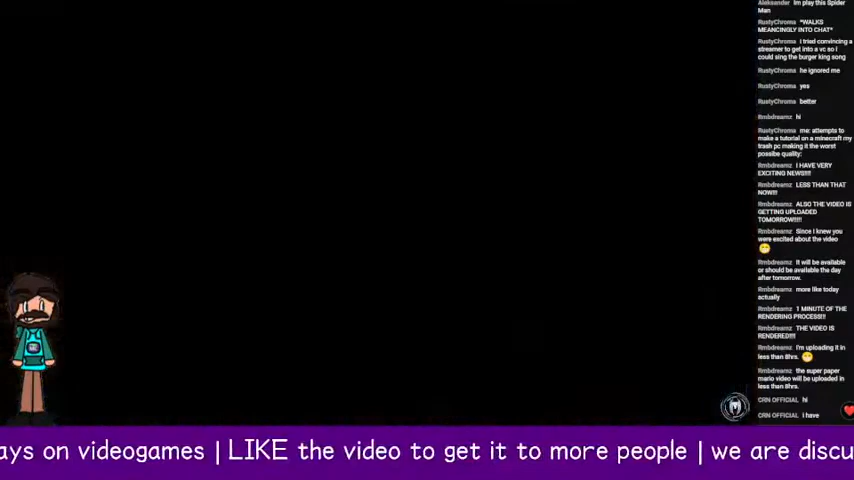 Aleksander Im play this Spider
Man
RustyChroma *WALKS
MEANCINGLY INTO CHAT*
RustyChroma I tried convincing a
streamer to get into a vc so i
could sing the burger king song
RustyChroma he ignored me
RustyChroma yes
RustyChroma better
Rmbdreamz hi
RustyChroma me: attempts to
make a tutorial on a minecraft my
trash pc making it the worst
possibe quality:
Rmbdreamz I HAVE VERY
EXCITING NEWS!!!!
Rmbdreamz LESS THAN THAT
NOW!!!
Rmbdreamz ALSO THE VIDEO IS
GETTING UPLOADED
TOMORROW!!!!!
Rmbdreamz Since I knew you
were excited about the video
😁
Rmbdreamz It will be available
or should be available the day
after tomorrow.
Rmbdreamz more like today
actually
Rmbdreamz 1 MINUTE OF THE
RENDERING PROCESS!!!
Rmbdreamz THE VIDEO IS
RENDERED!!!!
Rmbdreamz I'm uploading it in
less than 8hrs. 😁
Rmbdreamz the super paper
mario video will be uploaded in
less than 8hrs.
CRN OFFICIAL hi
CRN OFFICIAL i have
ays on videogames | LIKE the video to get it to more people | we are discu